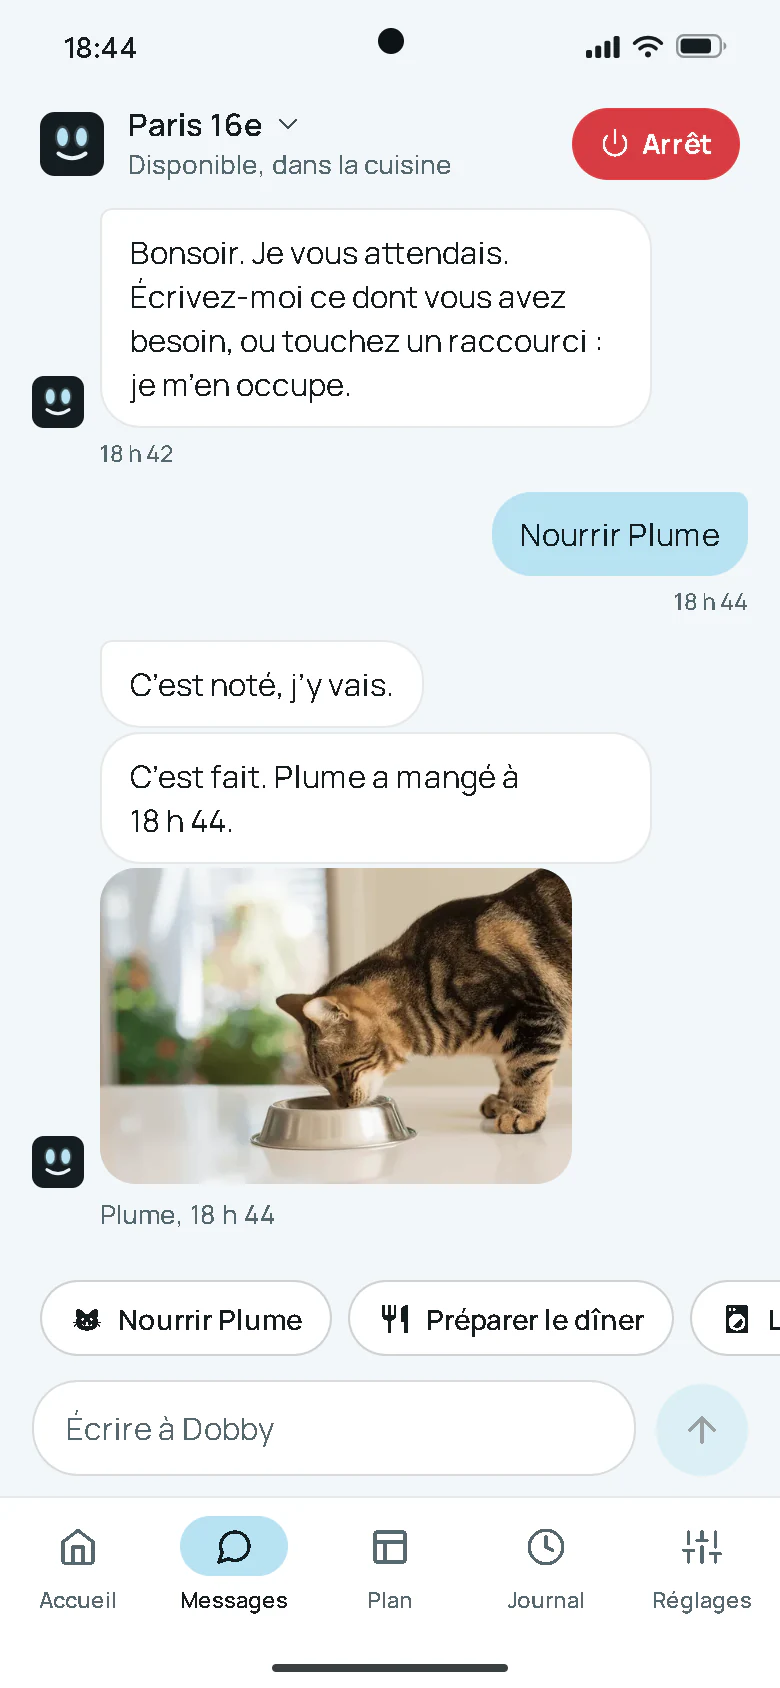 18:44
Paris 16e
Disponible, dans la cuisine
Arrêt
Bonsoir. Je vous attendais.
Écrivez-moi ce dont vous avez
besoin, ou touchez un raccourci :
je m'en occupe.
18 h 42
Nourrir Plume
18 h 44
C'est noté, j'y vais.
C'est fait. Plume a mangé à
18 h 44.
Plume, 18 h 44
Nourrir Plume
Préparer le dîner
Écrire à Dobby
Accueil
Messages
Plan
Journal
Réglages